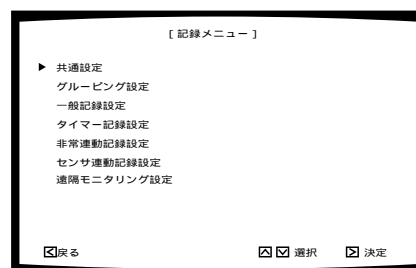 [記録メニュー]
▶ 共通設定
グルーピング設定
一般記録設定
タイマー記録設定
非常連動記録設定
センサ連動記録設定
遠隔モニタリング設定
戻る 選択 決定